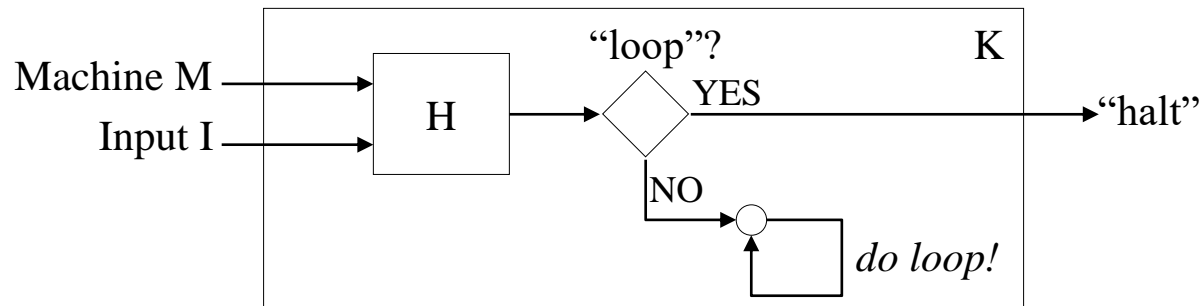 “loop”?
K
Machine M
YES
H
“halt”
Input I
NO
do loop!